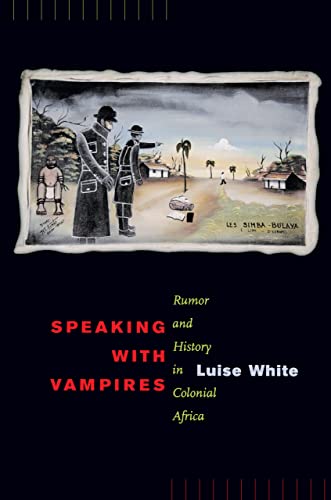 LES SIMBA-BULAYA
SPEAKING
WITH
VAMPIRES
Rumor
and
History
in
Colonial
Africa
Luise White